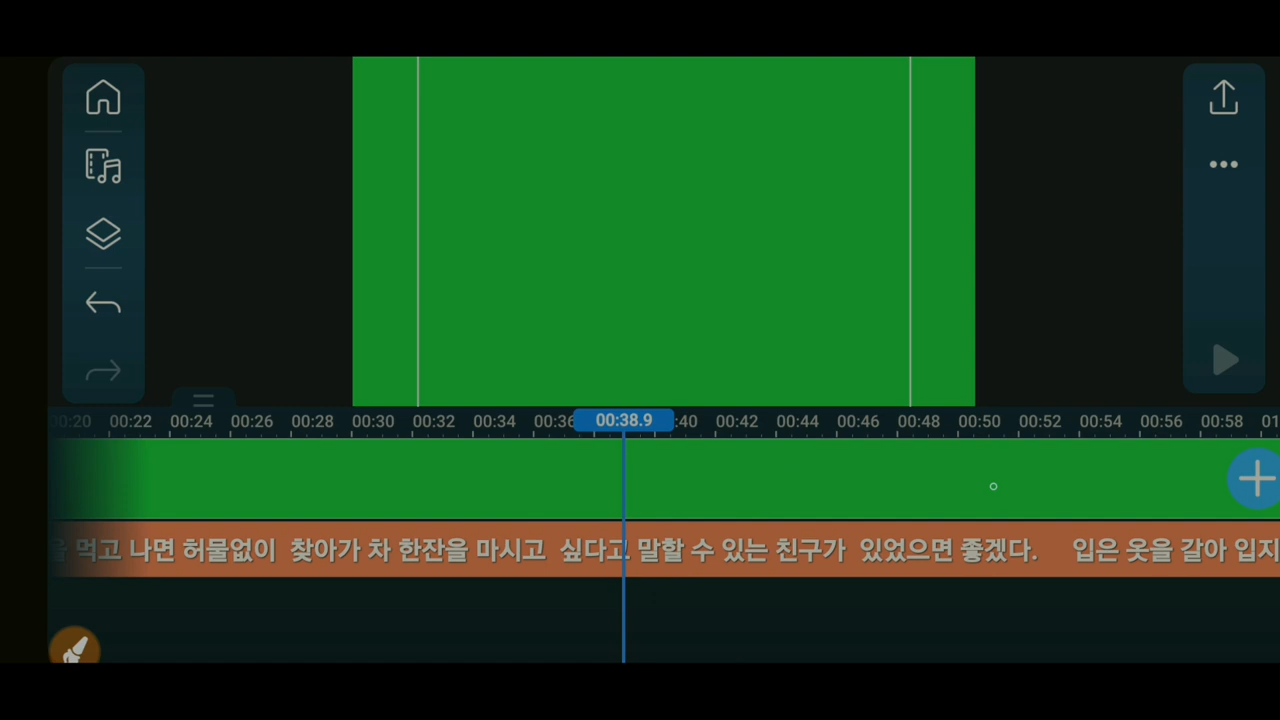 00:20 00:22 00:24 00:26 00:28 00:30 00:32 00:34 00:36 00:38.9 :40 00:42 00:44 00:46 00:48 00:50 00:52 00:54 00:56 00:58 01
을 먹고 나면 허물없이 찾아가 차 한잔을 마시고 싶다고 말할 수 있는 친구가 있었으면 좋겠다. 입은 옷을 갈아 입지